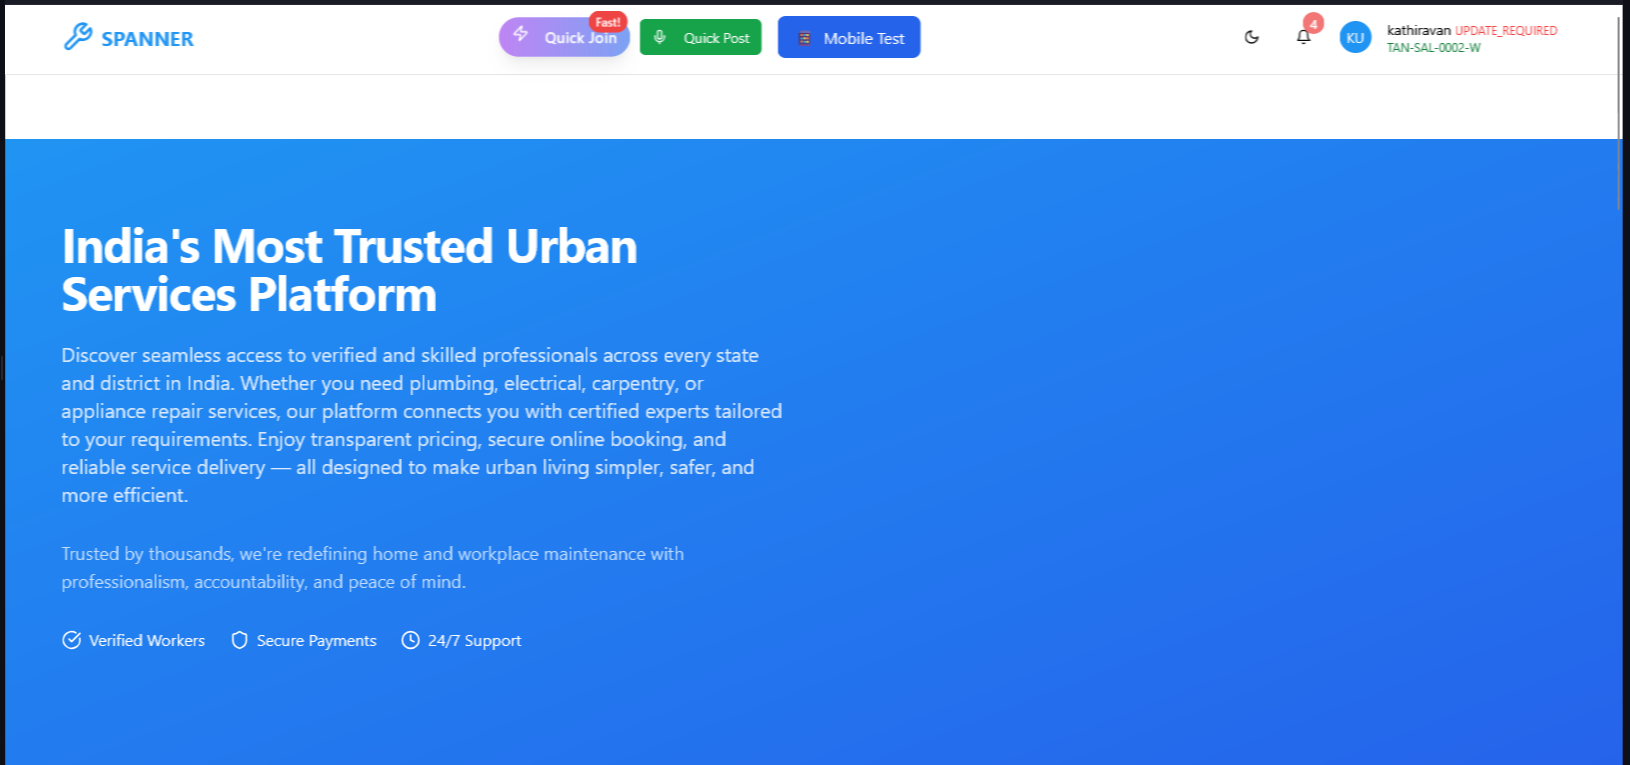 SPANNER
Quick Join
Fast!
Quick Post
Mobile Test
4
KU
kathiravan UPDATE_REQUIRED
TAN-SAL-0002-W
India's Most Trusted Urban
Services Platform
Discover seamless access to verified and skilled professionals across every state
and district in India. Whether you need plumbing, electrical, carpentry, or
appliance repair services, our platform connects you with certified experts tailored
to your requirements. Enjoy transparent pricing, secure online booking, and
reliable service delivery — all designed to make urban living simpler, safer, and
more efficient.
Trusted by thousands, we're redefining home and workplace maintenance with
professionalism, accountability, and peace of mind.
Verified Workers
Secure Payments
24/7 Support